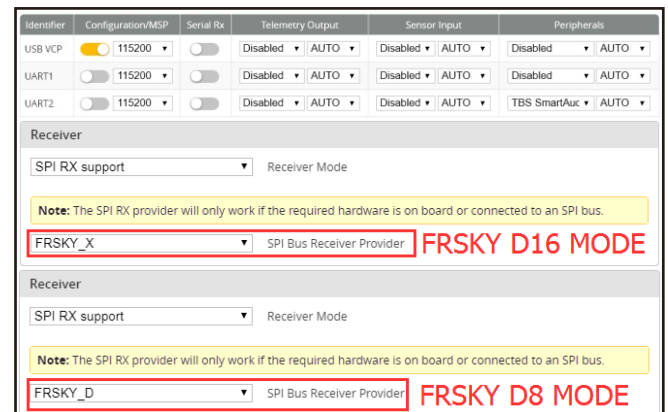 Identifier Configuration/MSP Serial Rx Telemetry Output Sensor Input Peripherals
USB VCP 115200 Disabled AUTO Disabled AUTO Disabled AUTO
UART1 115200 Disabled AUTO Disabled AUTO Disabled AUTO
UART2 115200 Disabled AUTO Disabled AUTO TBS SmartAuc AUTO
Receiver
SPI RX support Receiver Mode
Note: The SPI RX provider will only work if the required hardware is on board or connected to an SPI bus.
FRSKY_X SPI Bus Receiver Provider FRSKY D16 MODE
Receiver
SPI RX support Receiver Mode
Note: The SPI RX provider will only work if the required hardware is on board or connected to an SPI bus.
FRSKY_D SPI Bus Receiver Provider FRSKY D8 MODE